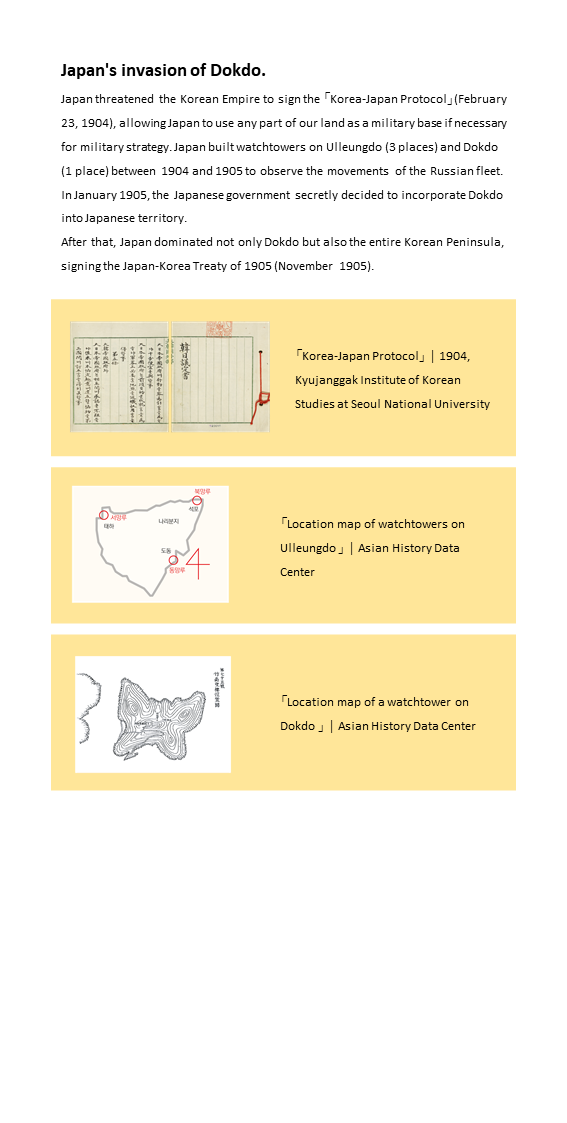 Japan's invasion of Dokdo.
Japan threatened the Korean Empire to sign the「Korea-Japan Protocol」(February
23, 1904), allowing Japan to use any part of our land as a military base if necessary
for military strategy. Japan built watchtowers on Ulleungdo (3 places) and Dokdo
(1 place) between 1904 and 1905 to observe the movements of the Russian fleet.
In January 1905, the Japanese government secretly decided to incorporate Dokdo
into Japanese territory.
After that, Japan dominated not only Dokdo but also the entire Korean Peninsula,
signing the Japan-Korea Treaty of 1905 (November 1905).
韓日議定書
「Korea-Japan Protocol」 | 1904,
Kyujanggak Institute of Korean
Studies at Seoul National University
북망루
석포
서망루
태하
나리분지
도동
동망루
4
「Location map of watchtowers on
Ulleungdo 」 | Asian History Data
Center
「Location map of a watchtower on
Dokdo 」 | Asian History Data Center